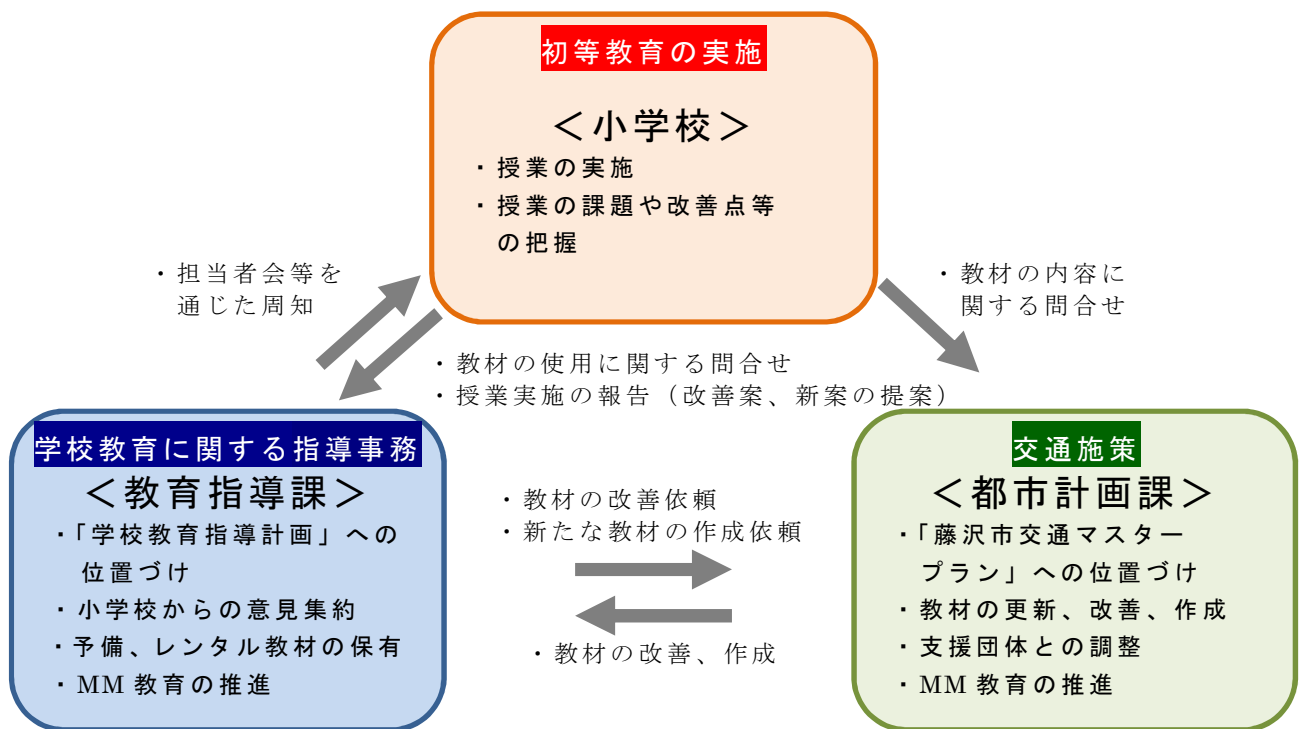 初等教育の実施
＜小学校＞
・授業の実施
・授業の課題や改善点等
の把握
・担当者会等を
通じた周知
・教材の内容に
関する問合せ
・教材の使用に関する問合せ
・授業実施の報告（改善案、新案の提案）
学校教育に関する指導事務
＜教育指導課＞
・「学校教育指導計画」への
位置づけ
・小学校からの意見集約
・予備、レンタル教材の保有
・MM 教育の推進
・教材の改善依頼
・新たな教材の作成依頼
・教材の改善、作成
交通施策
＜都市計画課＞
・「藤沢市交通マスター
プラン」への位置づけ
・教材の更新、改善、作成
・支援団体との調整
・MM 教育の推進